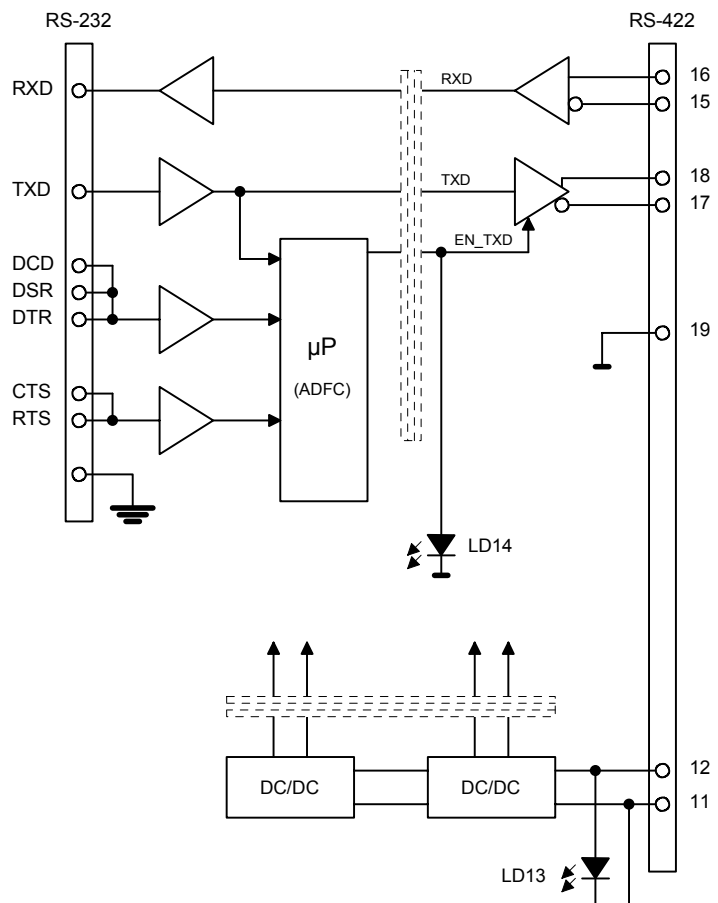 RS-232
RS-422
RXD
RXD
16
15
TXD
TXD
18
17
EN_TXD
DCD
DSR
DTR
19
µP
(ADFC)
CTS
RTS
LD14
12
DC/DC
DC/DC
11
LD13